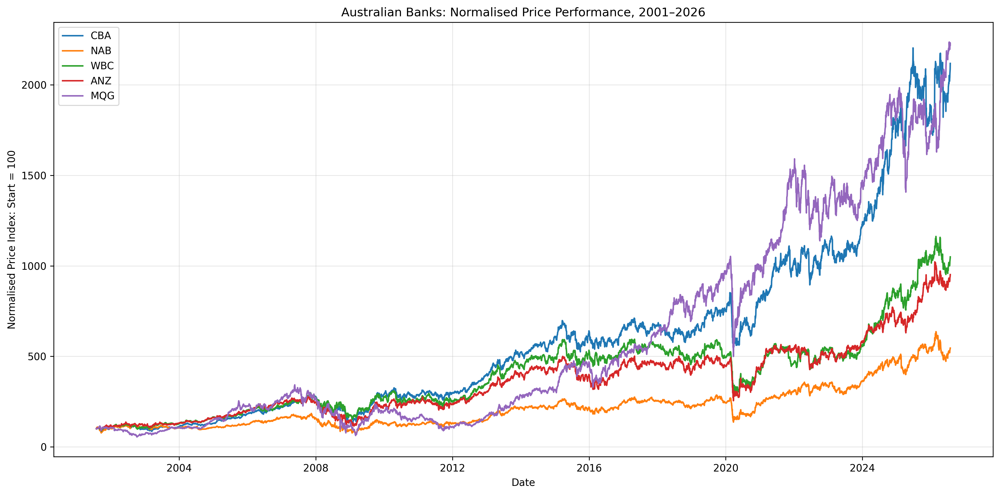 Australian Banks: Normalised Price Performance, 2001–2026
CBA
NAB
WBC
ANZ
MQG
Normalised Price Index: Start = 100
2000
1500
1000
500
0
2004
2008
2012
2016
2020
2024
Date